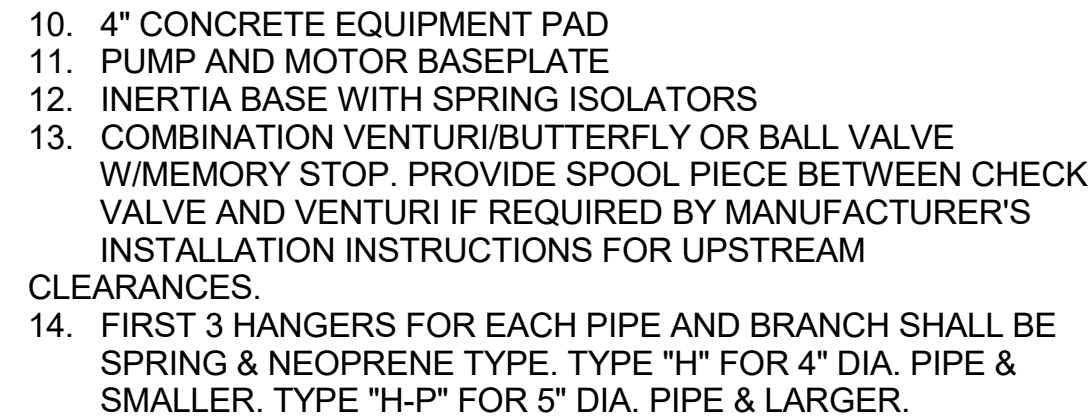 10. 4" CONCRETE EQUIPMENT PAD
11. PUMP AND MOTOR BASEPLATE
12. INERTIA BASE WITH SPRING ISOLATORS
13. COMBINATION VENTURI/BUTTERFLY OR BALL VALVE
W/MEMORY STOP. PROVIDE SPOOL PIECE BETWEEN CHECK
VALVE AND VENTURI IF REQUIRED BY MANUFACTURER'S
INSTALLATION INSTRUCTIONS FOR UPSTREAM
CLEARANCES.
14. FIRST 3 HANGERS FOR EACH PIPE AND BRANCH SHALL BE
SPRING & NEOPRENE TYPE. TYPE "H" FOR 4" DIA. PIPE &
SMALLER. TYPE "H-P" FOR 5" DIA. PIPE & LARGER.